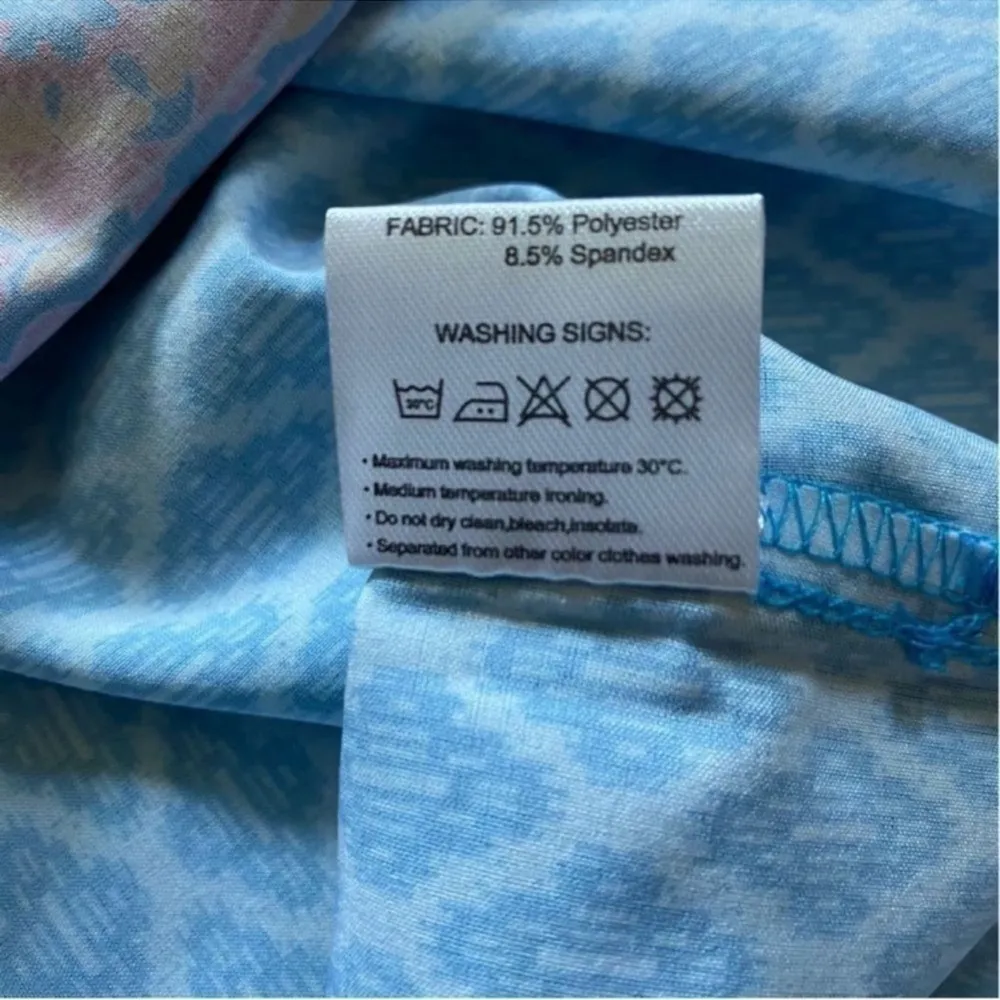 FABRIC: 91.5% Polyester
8.5% Spandex
WASHING SIGNS:
30°C
• Maximum washing temperature 30°C.
• Medium temperature ironing.
• Do not dry clean,bleach,insolate.
• Separated from other color clothes washing.